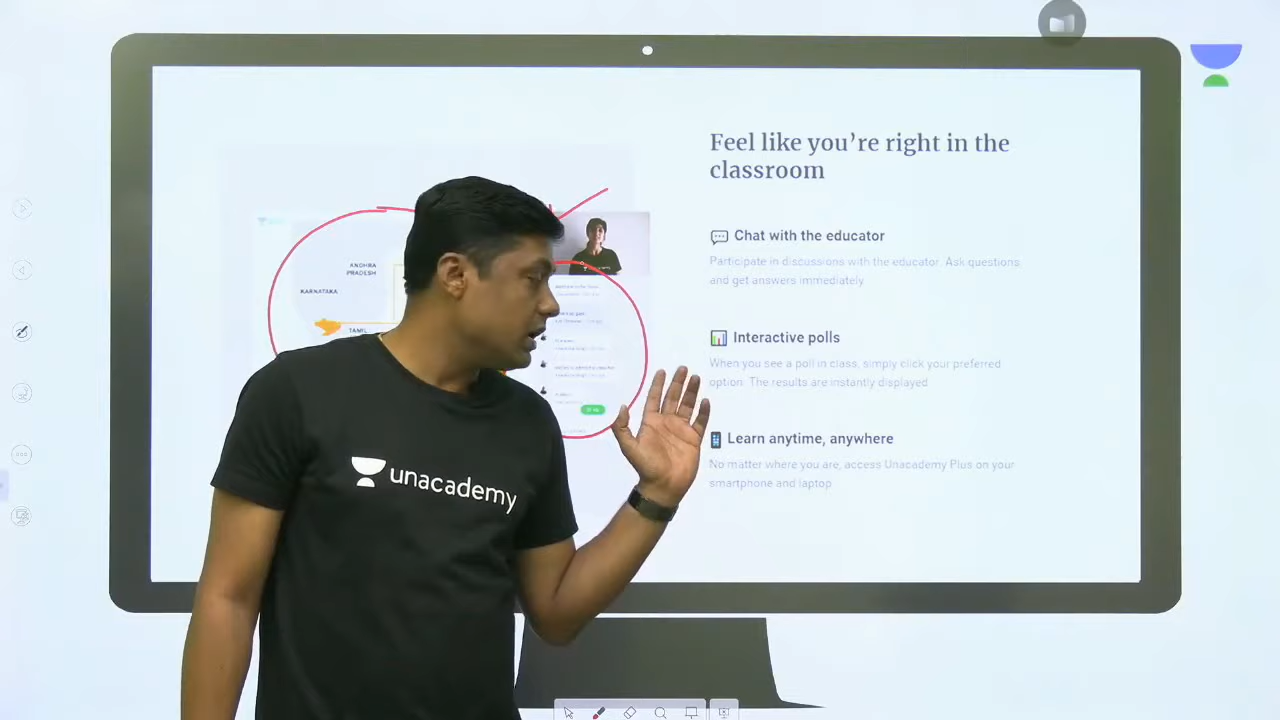 Feel like you're right in the
classroom
Chat with the educator
Participate in discussions with the educator. Ask questions
and get answers immediately
Interactive polls
When you see a poll in class, simply click your preferred
option. The results are instantly displayed
Learn anytime, anywhere
No matter where you are, access Unacademy Plus on your
smartphone and laptop
ANDHRA
PRADESH
KARNATAKA
TAMIL
unacademy